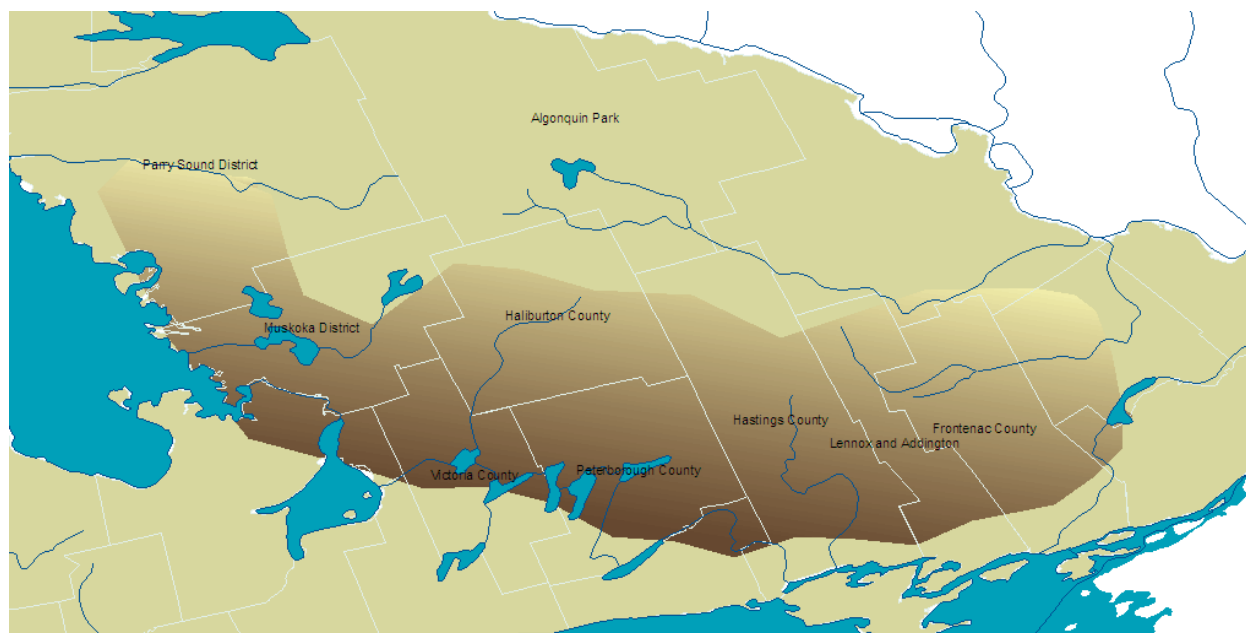 Algonquin Park
Parry Sound District
Haliburton County
Muskoka District
Hastings County
Frontenac County
Lennox and Addington
Peterborough County
Victoria County